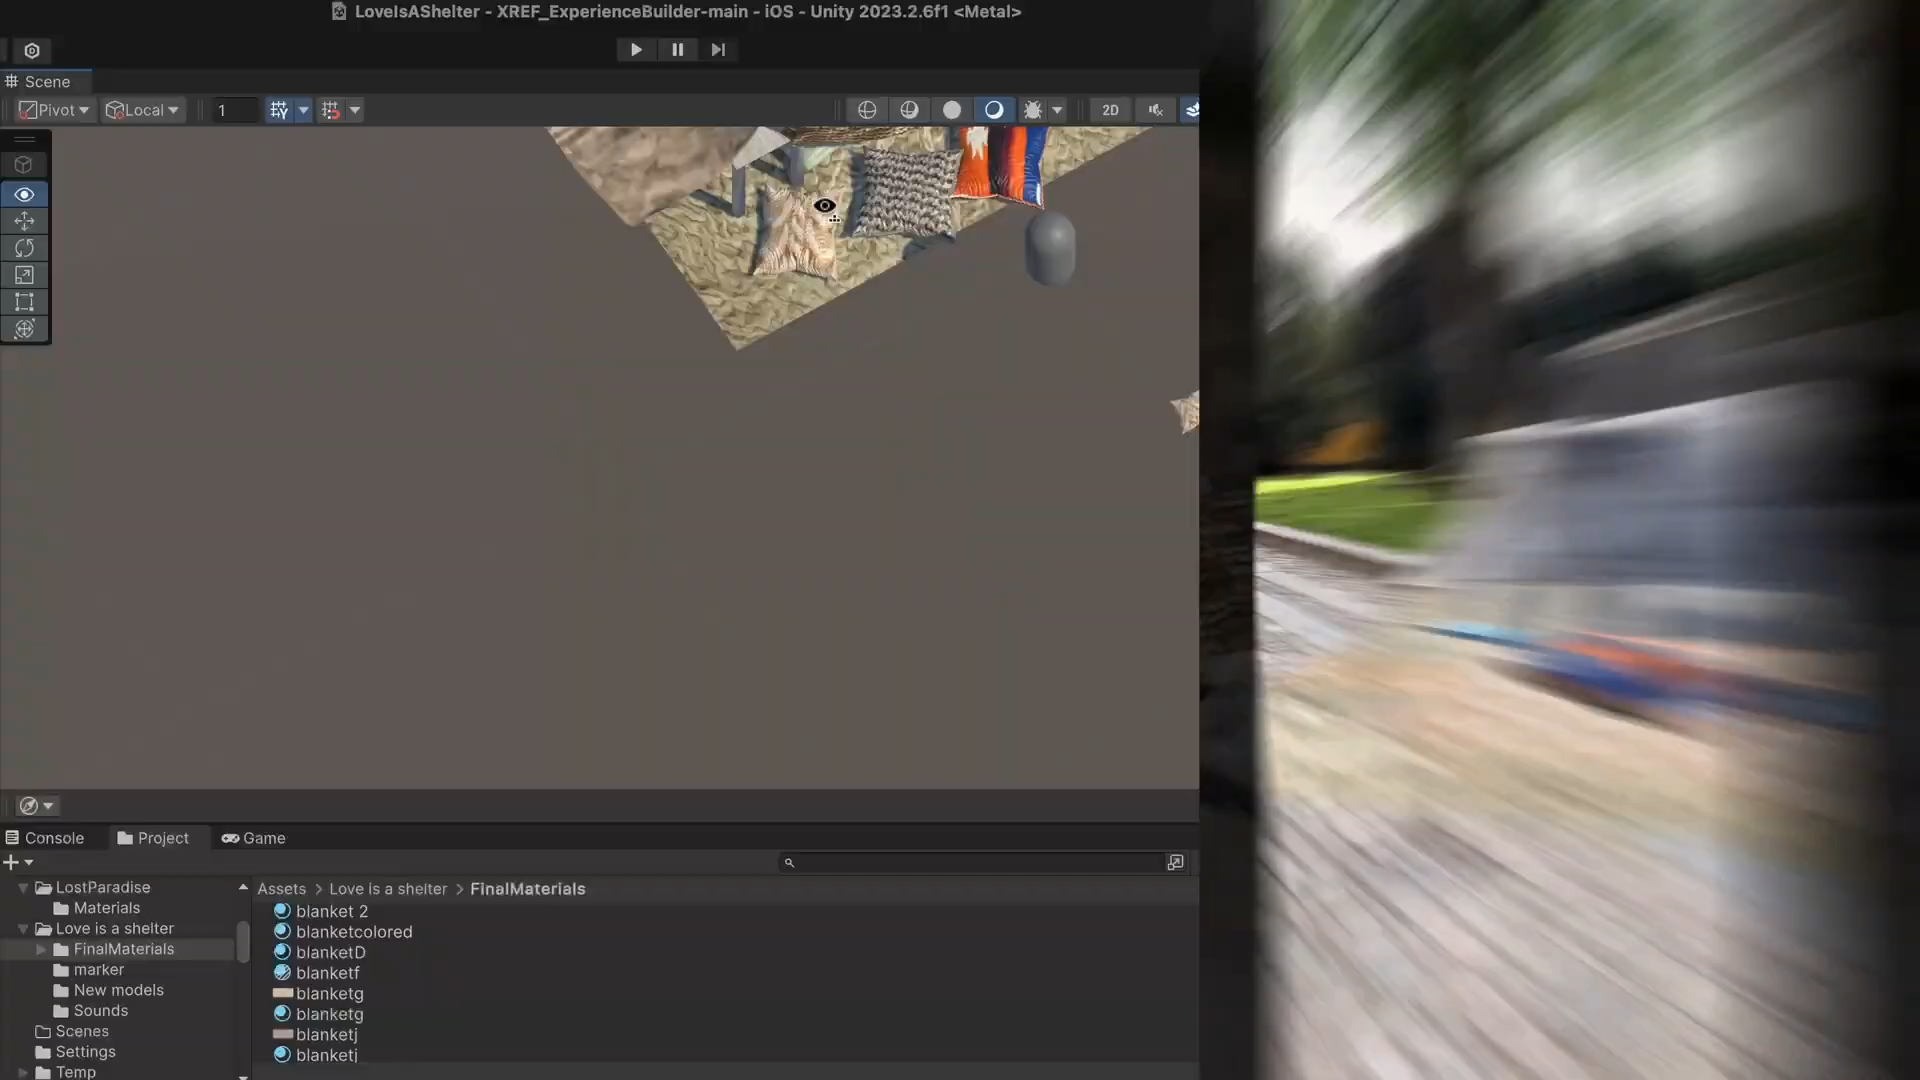 LoveIsAShelter - XREF_ExperienceBuilder-main - iOS - Unity 2023.2.6f1 <Metal>
Scene
Pivot Local 1 2D
Console Project Game
LostParadise
Materials
Love is a shelter
FinalMaterials
marker
New models
Sounds
Scenes
Settings
Temp
Assets > Love is a shelter > FinalMaterials
blanket 2
blanketcolored
blanketD
blanketf
blanketg
blanketg
blanketj
blanketj